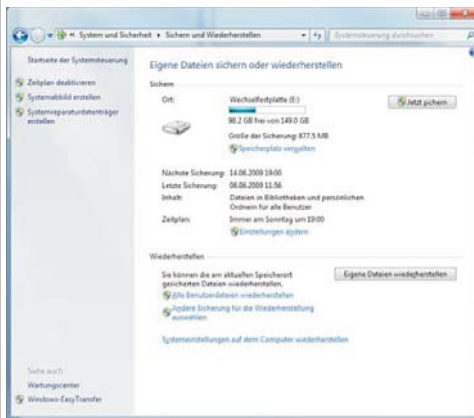 « System und Sicherheit ▸ Sichern und Wiederherstellen
Systemsteuerung durchsuchen
Startseite der Systemsteuerung
Zeitplan deaktivieren
Systemabbild erstellen
Systemreparaturdatenträger
erstellen
Siehe auch
Wartungscenter
Windows-EasyTransfer
Eigene Dateien sichern oder wiederherstellen
Sichern
Ort: Wechselfestplatte (E:)
Jetzt sichern
98.2 GB frei von 149.0 GB
Größe der Sicherung: 877.5 MB
Speicherplatz verwalten
Nächste Sicherung: 14.06.2009 19:00
Letzte Sicherung: 08.06.2009 11:56
Inhalt: Dateien in Bibliotheken und persönlichen
Ordnern für alle Benutzer
Zeitplan: Immer am Sonntag um 19:00
Einstellungen ändern
Wiederherstellen
Sie können die am aktuellen Speicherort
gesicherten Dateien wiederherstellen.
Eigene Dateien wiederherstellen
Alle Benutzerdateien wiederherstellen
Andere Sicherung für die Wiederherstellung
auswählen
Systemeinstellungen auf dem Computer wiederherstellen